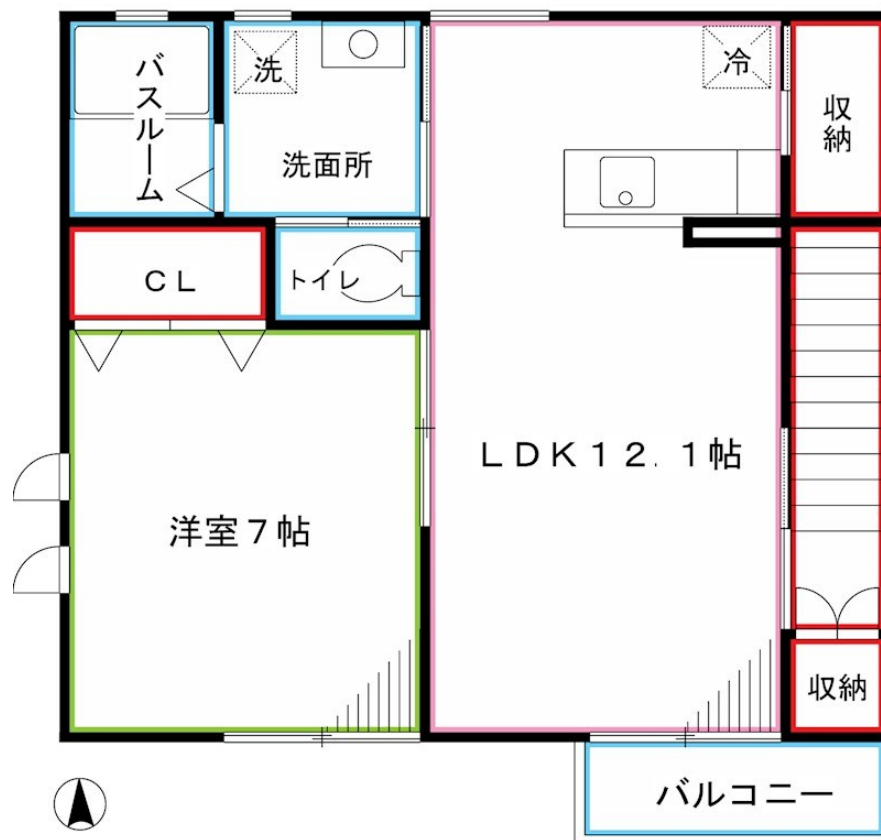 バスルーム
洗
洗面所
冷
収納
CL
トイレ
LDK12.1帖
洋室7帖
収納
バルコニー